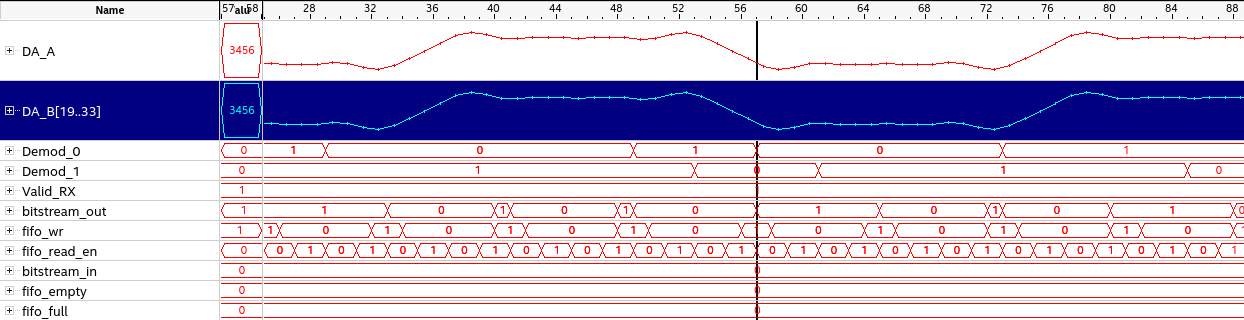 Name 57 alu 58 28 32 36 40 44 48 52 56 60 64 68 72 76 80 84 88
DA_A 3456
DA_B[19..33] 3456
Demod_0 0 1 0 1 0 1
Demod_1 0 1 0 1 0
Valid_RX 1
bitstream_out 1 1 0 1 0 1 0 1 0 1 0 1 0
fifo_wr 1 1 0 1 0 1 0 1 0 0 1 0 1 0 1 0
fifo_read_en 0 0 1 0 1 0 1 0 1 0 1 0 1 0 1 0 1 0 1 0 1 0 1 0 1 0 1 0 1 0 1 0 1
bitstream_in 0 0
fifo_empty 0 0
fifo_full 0 0